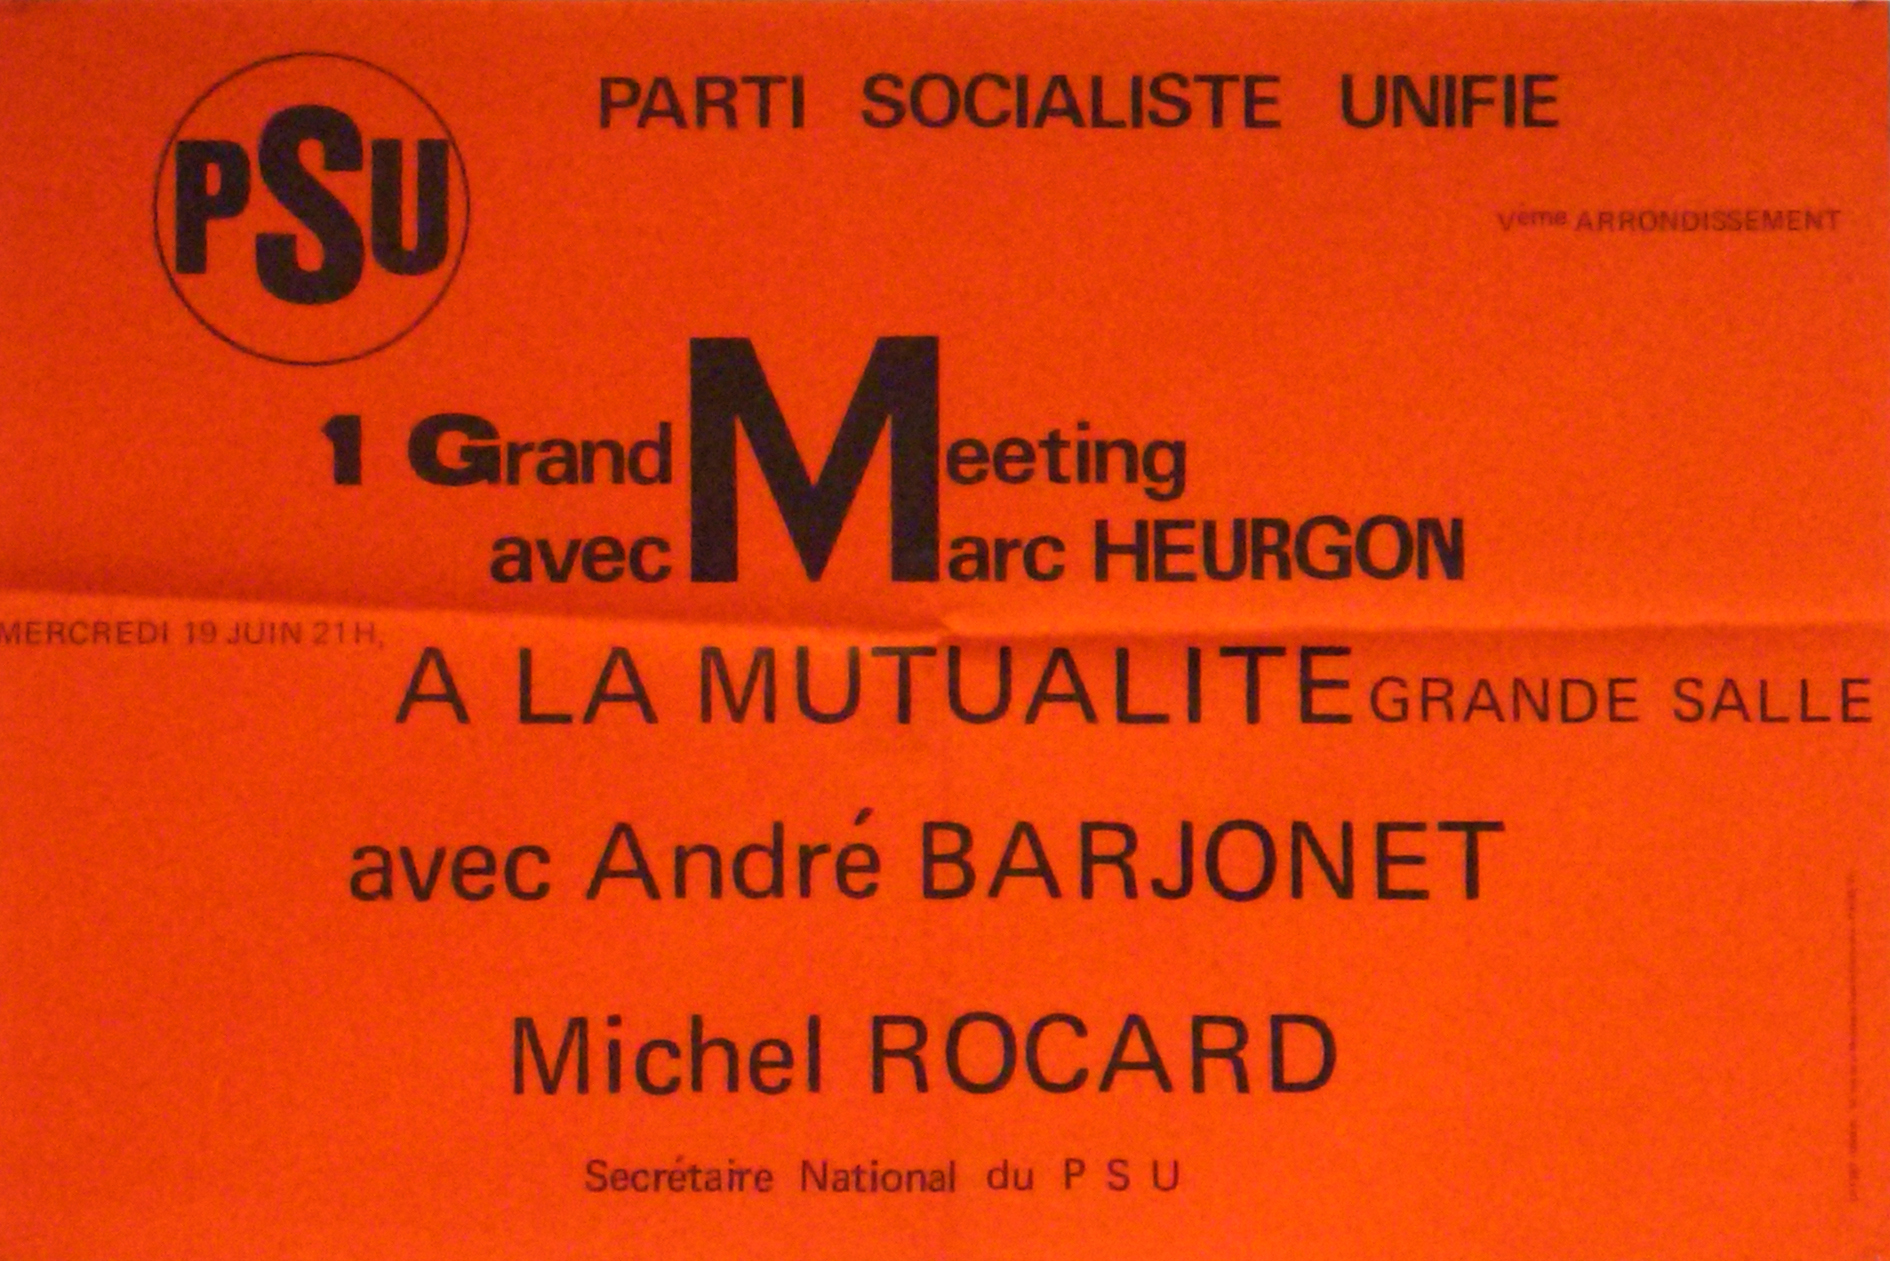 PSU
PARTI SOCIALISTE UNIFIE
Vème ARRONDISSEMENT
1 Grand Meeting
avec Marc HEURGON
MERCREDI 19 JUIN 21H,
A LA MUTUALITE GRANDE SALLE
avec André BARJONET
Michel ROCARD
Secrétaire National du P S U